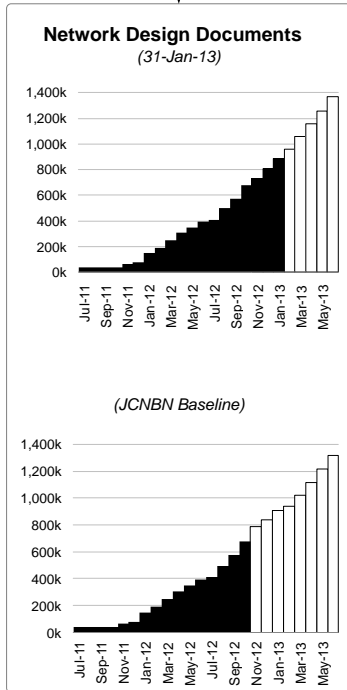 Network Design Documents
(31-Jan-13)
1,400k
1,200k
1,000k
800k
600k
400k
200k
0k
Jul-11 Sep-11 Nov-11 Jan-12 Mar-12 May-12 Jul-12 Sep-12 Nov-12 Jan-13 Mar-13 May-13
(JCNBN Baseline)
1,400k
1,200k
1,000k
800k
600k
400k
200k
0k
Jul-11 Sep-11 Nov-11 Jan-12 Mar-12 May-12 Jul-12 Sep-12 Nov-12 Jan-13 Mar-13 May-13